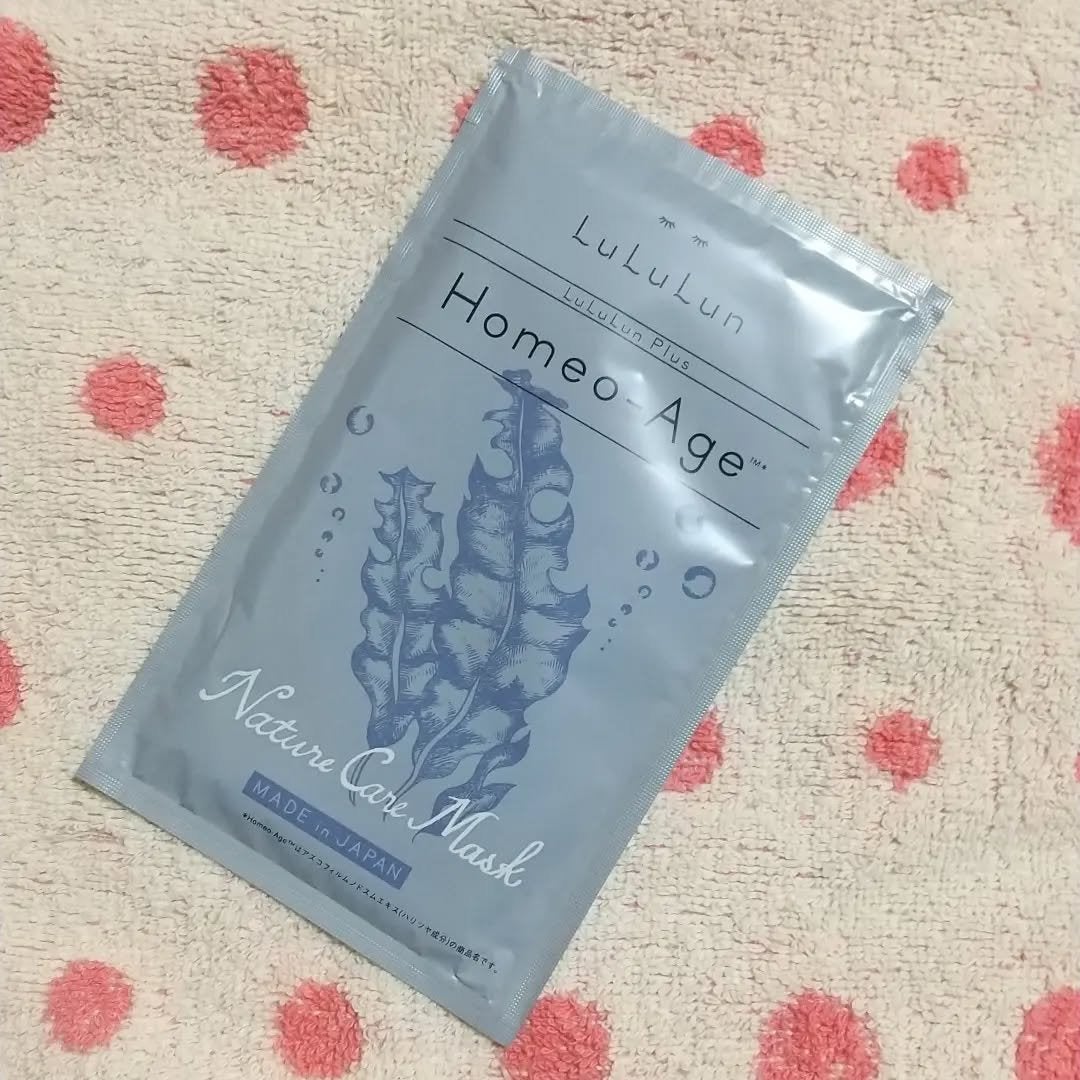 LuLuLun
LuLuLun Plus
Homeo-Age™*
Nature Care Mask
MADE in JAPAN
*Homeo Age™はアスコフィルムノドスムエキス(ハリツヤ成分)の商品名です。